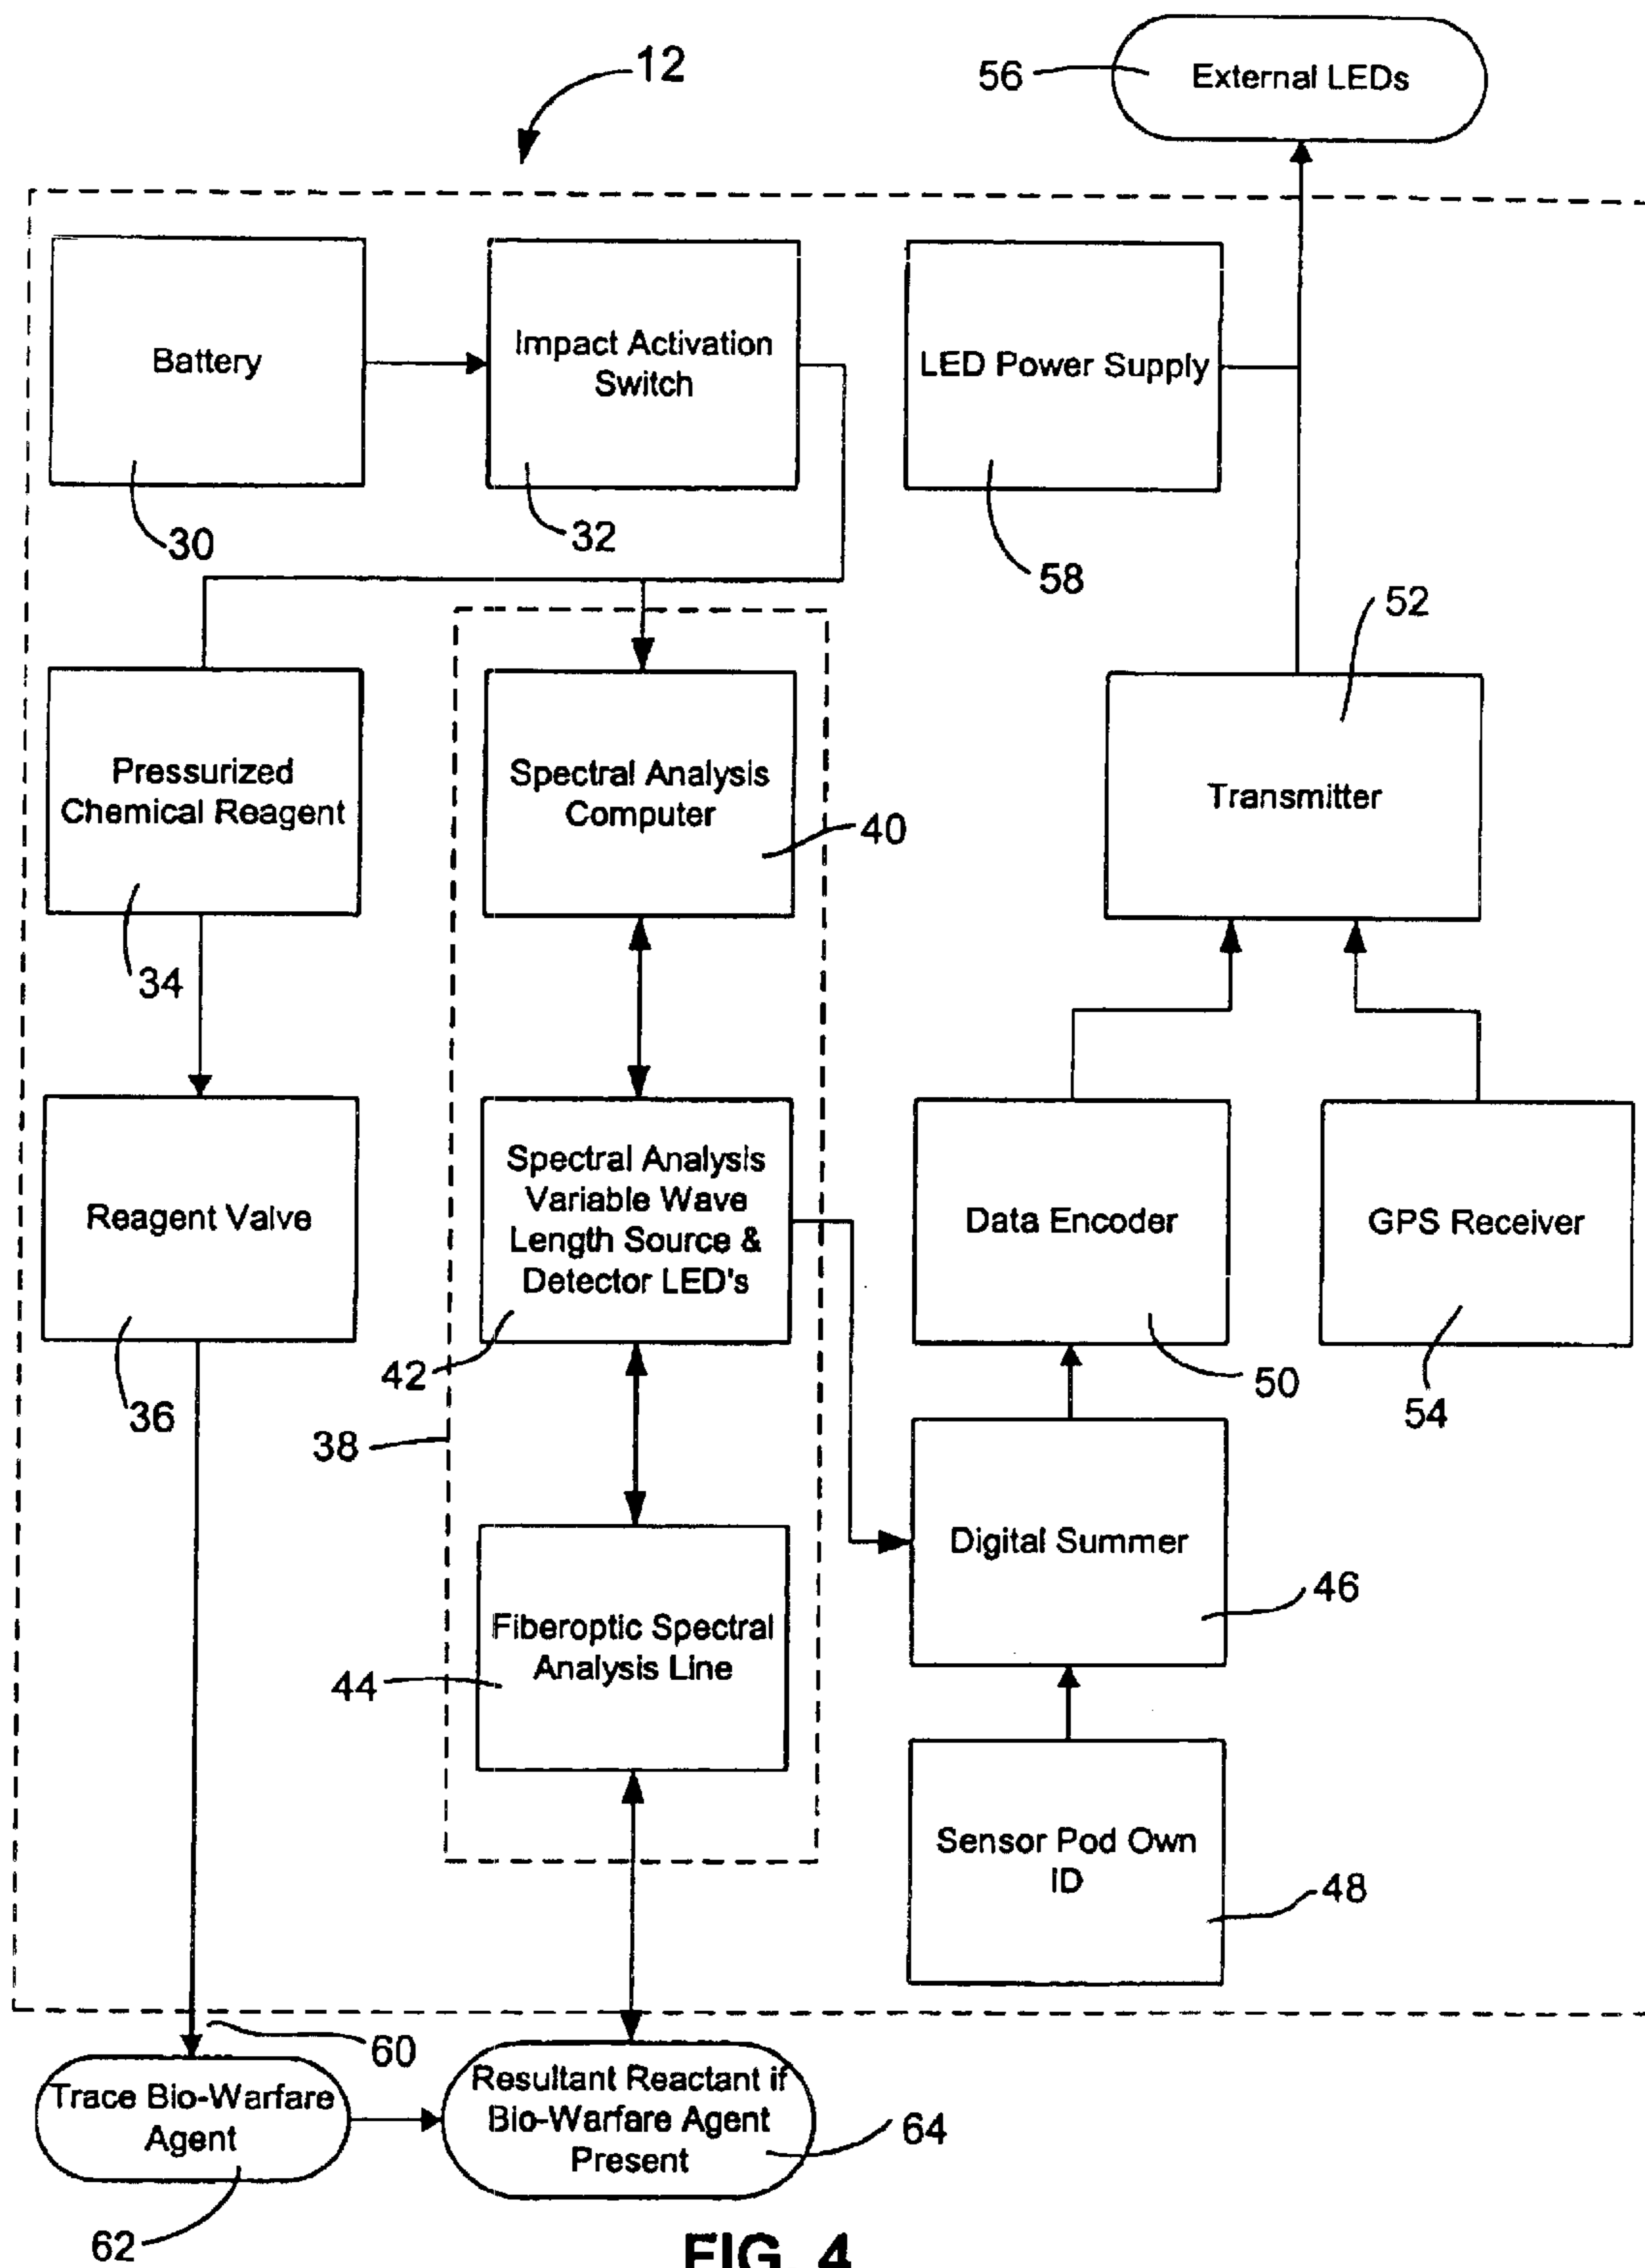 12
56
External LEDs
Battery
30
Impact Activation
Switch
32
LED Power Supply
58
52
Pressurized
Chemical Reagent
34
Spectral Analysis
Computer
40
Transmitter
Reagent Valve
36
Spectral Analysis
Variable Wave
Length Source &
Detector LED's
42
38
Data Encoder
50
GPS Receiver
54
Digital Summer
46
Fiberoptic Spectral
Analysis Line
44
Sensor Pod Own
ID
48
60
Trace Bio-Warfare
Agent
62
Resultant Reactant if
Bio-Warfare Agent
Present
64
FIG. 4